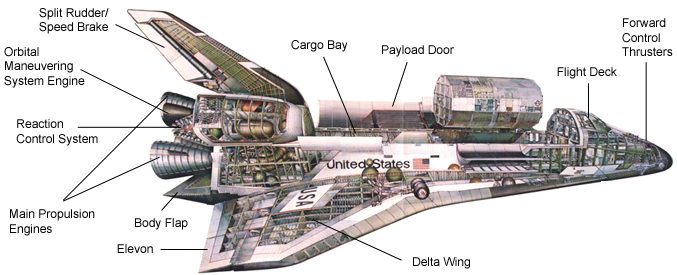 Split Rudder/
Speed Brake
Orbital
Maneuvering
System Engine
Reaction
Control System
Main Propulsion
Engines
Body Flap
Elevon
Cargo Bay
Payload Door
Flight Deck
Forward
Control
Thrusters
United States
USA
Delta Wing